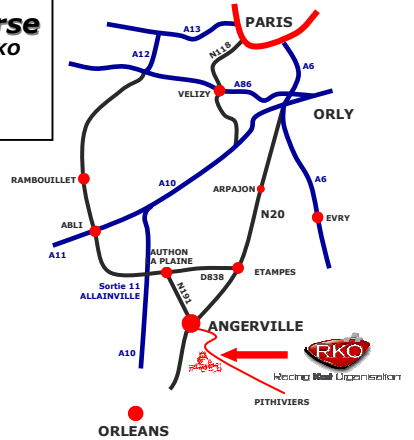 rse
KO
PARIS
A13
A12
N118
A6
VELIZY
A86
ORLY
RAMBOUILLET
A10
ARPAJON
A6
N20
EVRY
ABLI
A11
AUTHON
LA PLAINE
D838
ETAMPES
Sortie 11
ALLAINVILLE
N191
ANGERVILLE
RKO
Racing Kart Organisation
A10
PITHIVIERS
ORLEANS